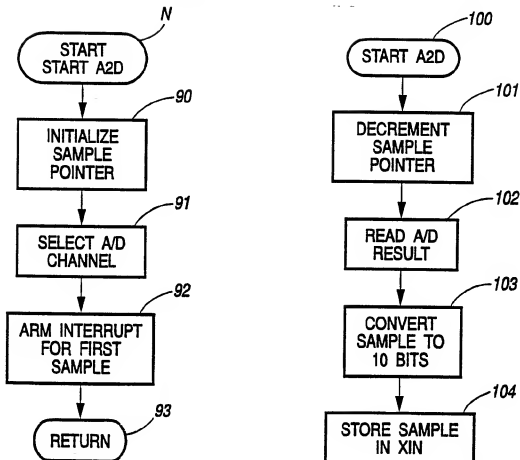 N
START
START A2D
90
INITIALIZE
SAMPLE
POINTER
91
SELECT A/D
CHANNEL
92
ARM INTERRUPT
FOR FIRST
SAMPLE
93
RETURN
100
START A2D
101
DECREMENT
SAMPLE
POINTER
102
READ A/D
RESULT
103
CONVERT
SAMPLE TO
10 BITS
104
STORE SAMPLE
IN XIN